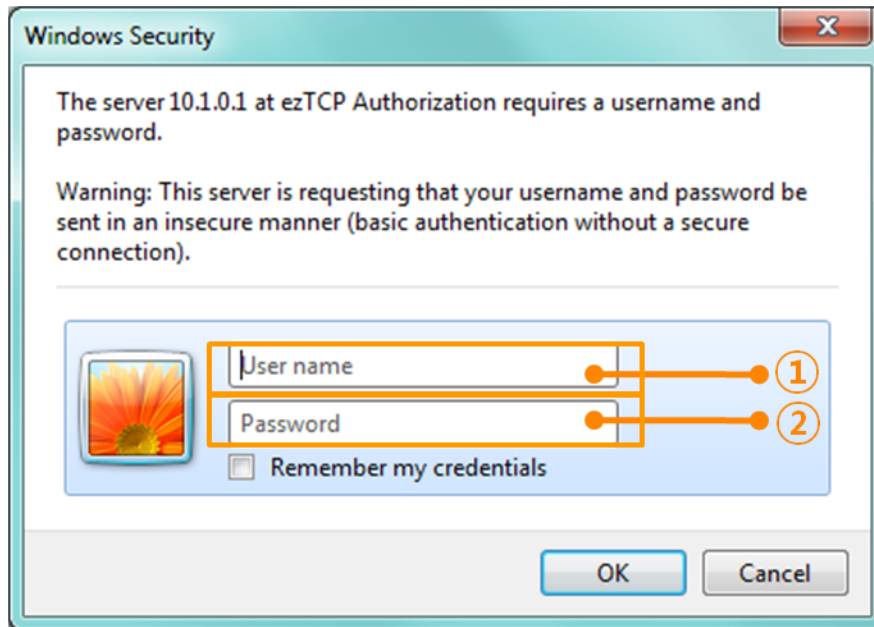 Windows Security
The server 10.1.0.1 at ezTCP Authorization requires a username and
password.
Warning: This server is requesting that your username and password be
sent in an insecure manner (basic authentication without a secure
connection).
User name
①
Password
②
Remember my credentials
OK
Cancel